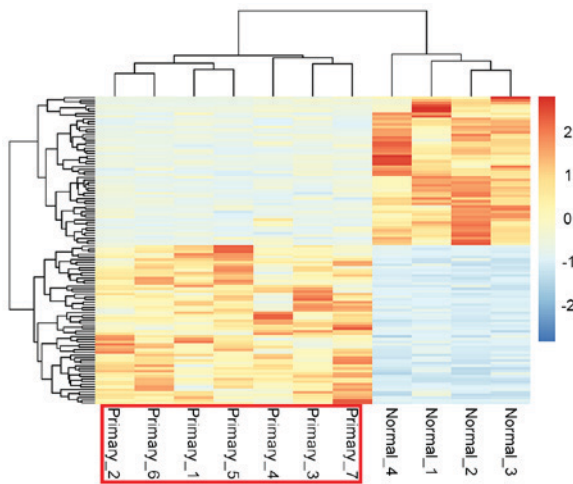 2
1
0
-1
-2
Primary_2
Primary_6
Primary_1
Primary_5
Primary_4
Primary_3
Primary_7
Normal_4
Normal_1
Normal_2
Normal_3